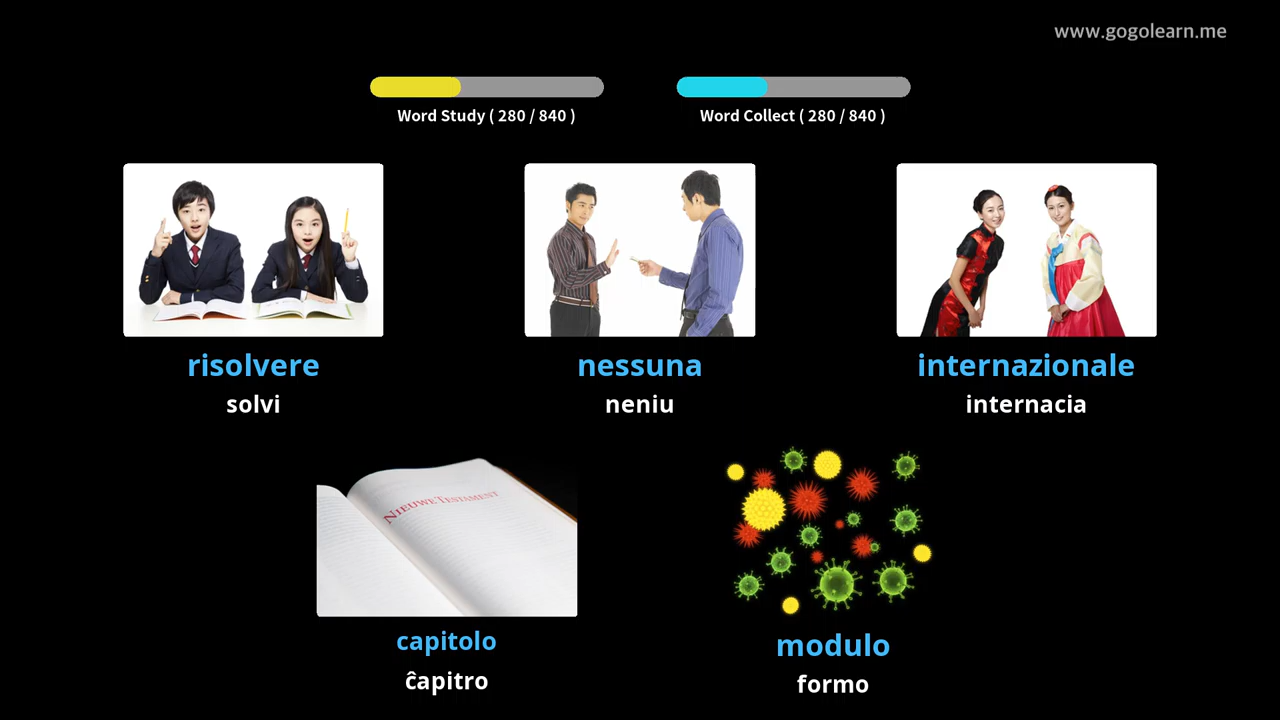 www.gogolearn.me
Word Study ( 280 / 840 )
Word Collect ( 280 / 840 )
risolvere
solvi
nessuna
neniu
internazionale
internacia
NIEUWE TESTAMENT
capitolo
ĉapitro
modulo
formo